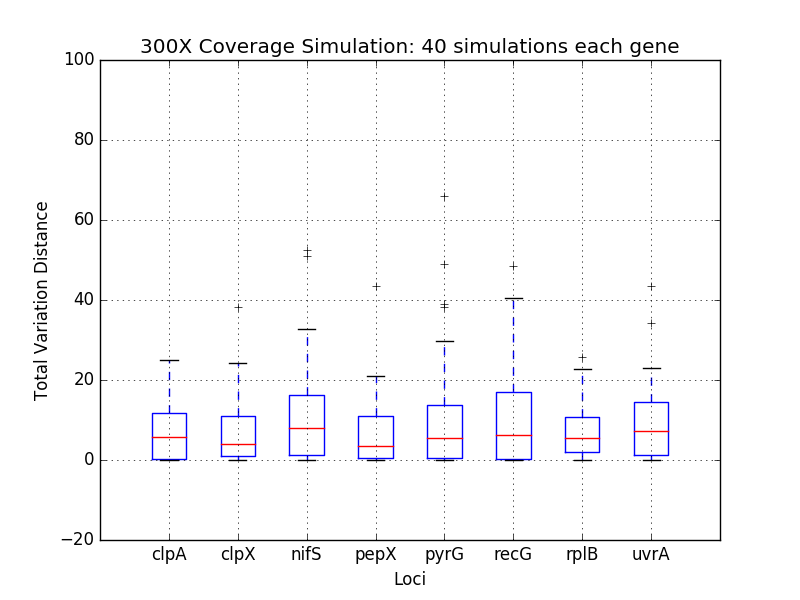 300X Coverage Simulation: 40 simulations each gene
100
80
60
40
20
0
−20
Total Variation Distance
clpA clpX nifS pepX pyrG recG rplB uvrA
Loci